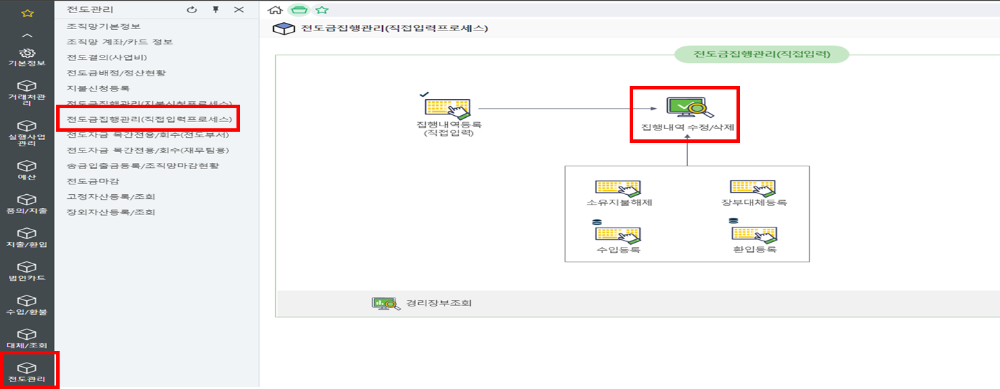 기본정보
거래처관
리
실행사업
관리
예산
품의/지출
지출/환입
법인카드
수입/환불
대체/조회
전도관리
전도관리
조직망기본정보
조직망 계좌/카드 정보
전도결의(사업비)
전도금배정/정산현황
지불신청등록
전도금집행관리(지불신청프로세스)
전도금집행관리(직접입력프로세스)
전도자금 목간전용/회수(전도부서)
전도자금 목간전용/회수(재무팀용)
송금입출금등록/조직망마감현황
전도금마감
고정자산등록/조회
장외자산등록/조회
전도금집행관리(직접입력프로세스)
전도금집행관리(직접입력)
집행내역등록
(직접입력)
집행내역 수정/삭제
소유지불해제
장부대체등록
수입등록
환입등록
경리장부조회